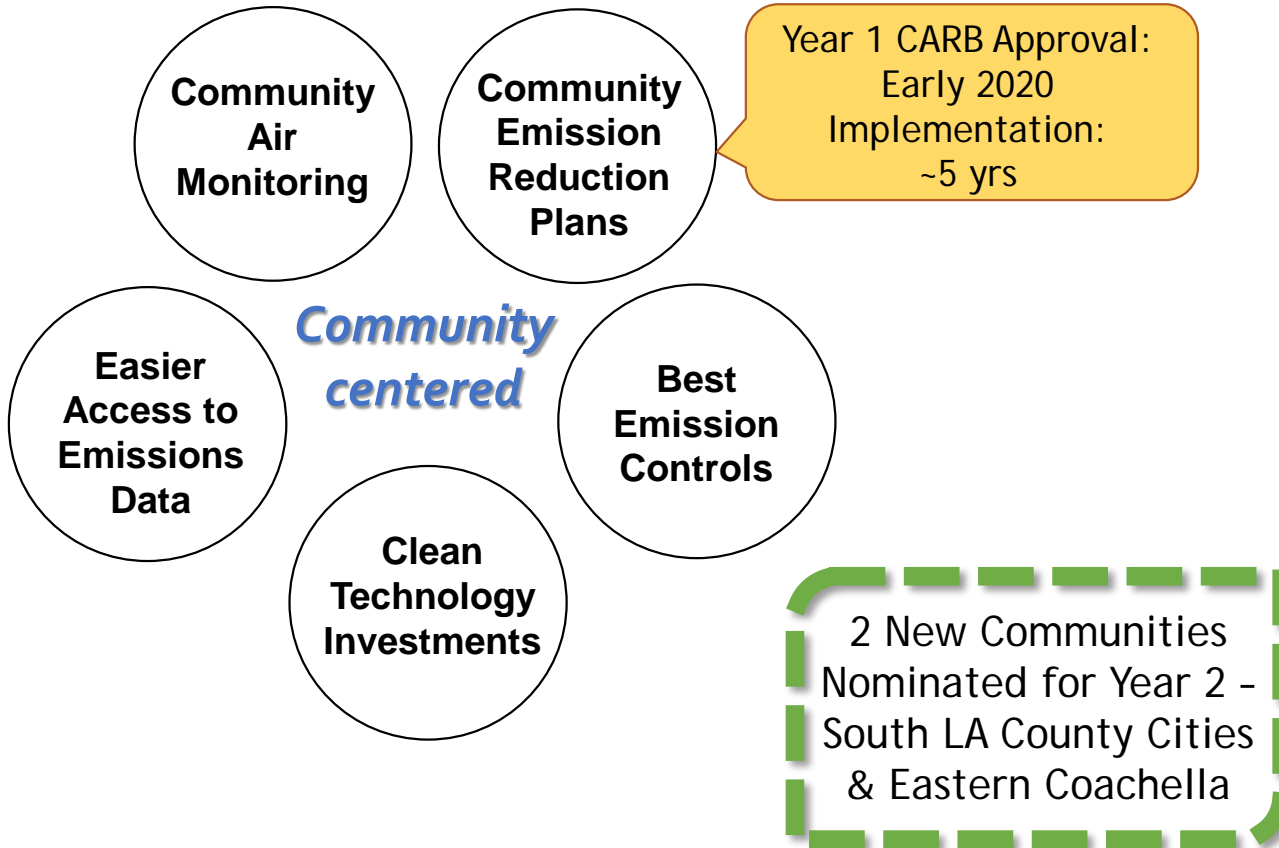 Community
Air
Monitoring
Community
Emission
Reduction
Plans
Year 1 CARB Approval:
Early 2020
Implementation:
~5 yrs
Community
centered
Easier
Access to
Emissions
Data
Best
Emission
Controls
Clean
Technology
Investments
2 New Communities
Nominated for Year 2 –
South LA County Cities
& Eastern Coachella